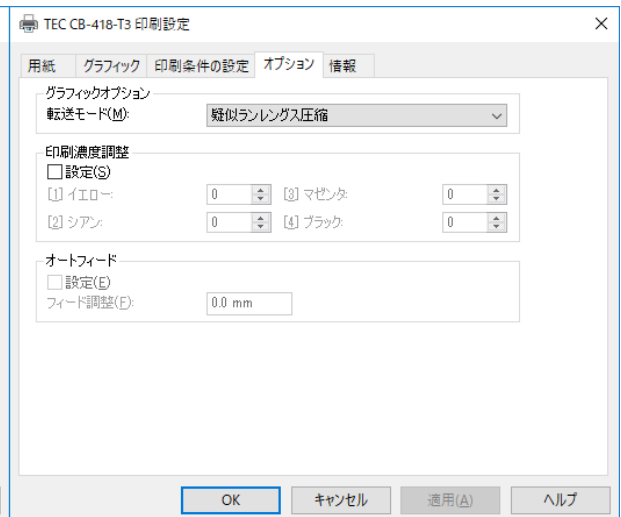 TEC CB-418-T3 印刷設定
用紙 グラフィック 印刷条件の設定 オプション 情報
グラフィックオプション
転送モード(M): 疑似ランレングス圧縮
印刷濃度調整
設定(S)
[1] イエロー: 0 [3] マゼンタ: 0
[2] シアン: 0 [4] ブラック: 0
オートフィード
設定(E)
フィード調整(F): 0.0 mm
OK キャンセル 適用(A) ヘルプ